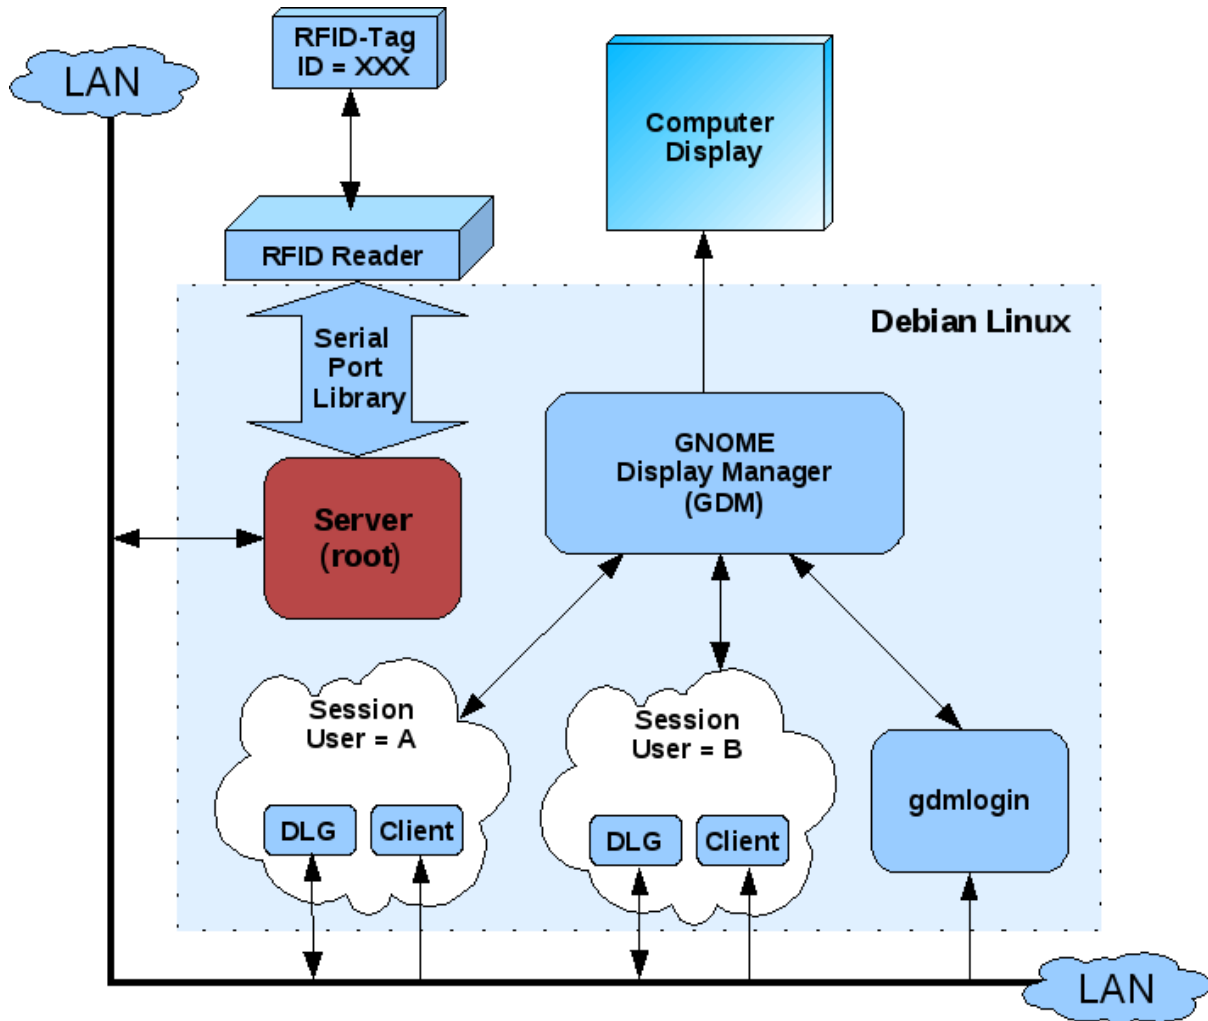 LAN
RFID-Tag
ID = XXX
Computer
Display
RFID Reader
Debian Linux
Serial
Port
Library
GNOME
Display Manager
(GDM)
Server
(root)
Session
User = A
DLG
Client
Session
User = B
DLG
Client
gdmlogin
LAN